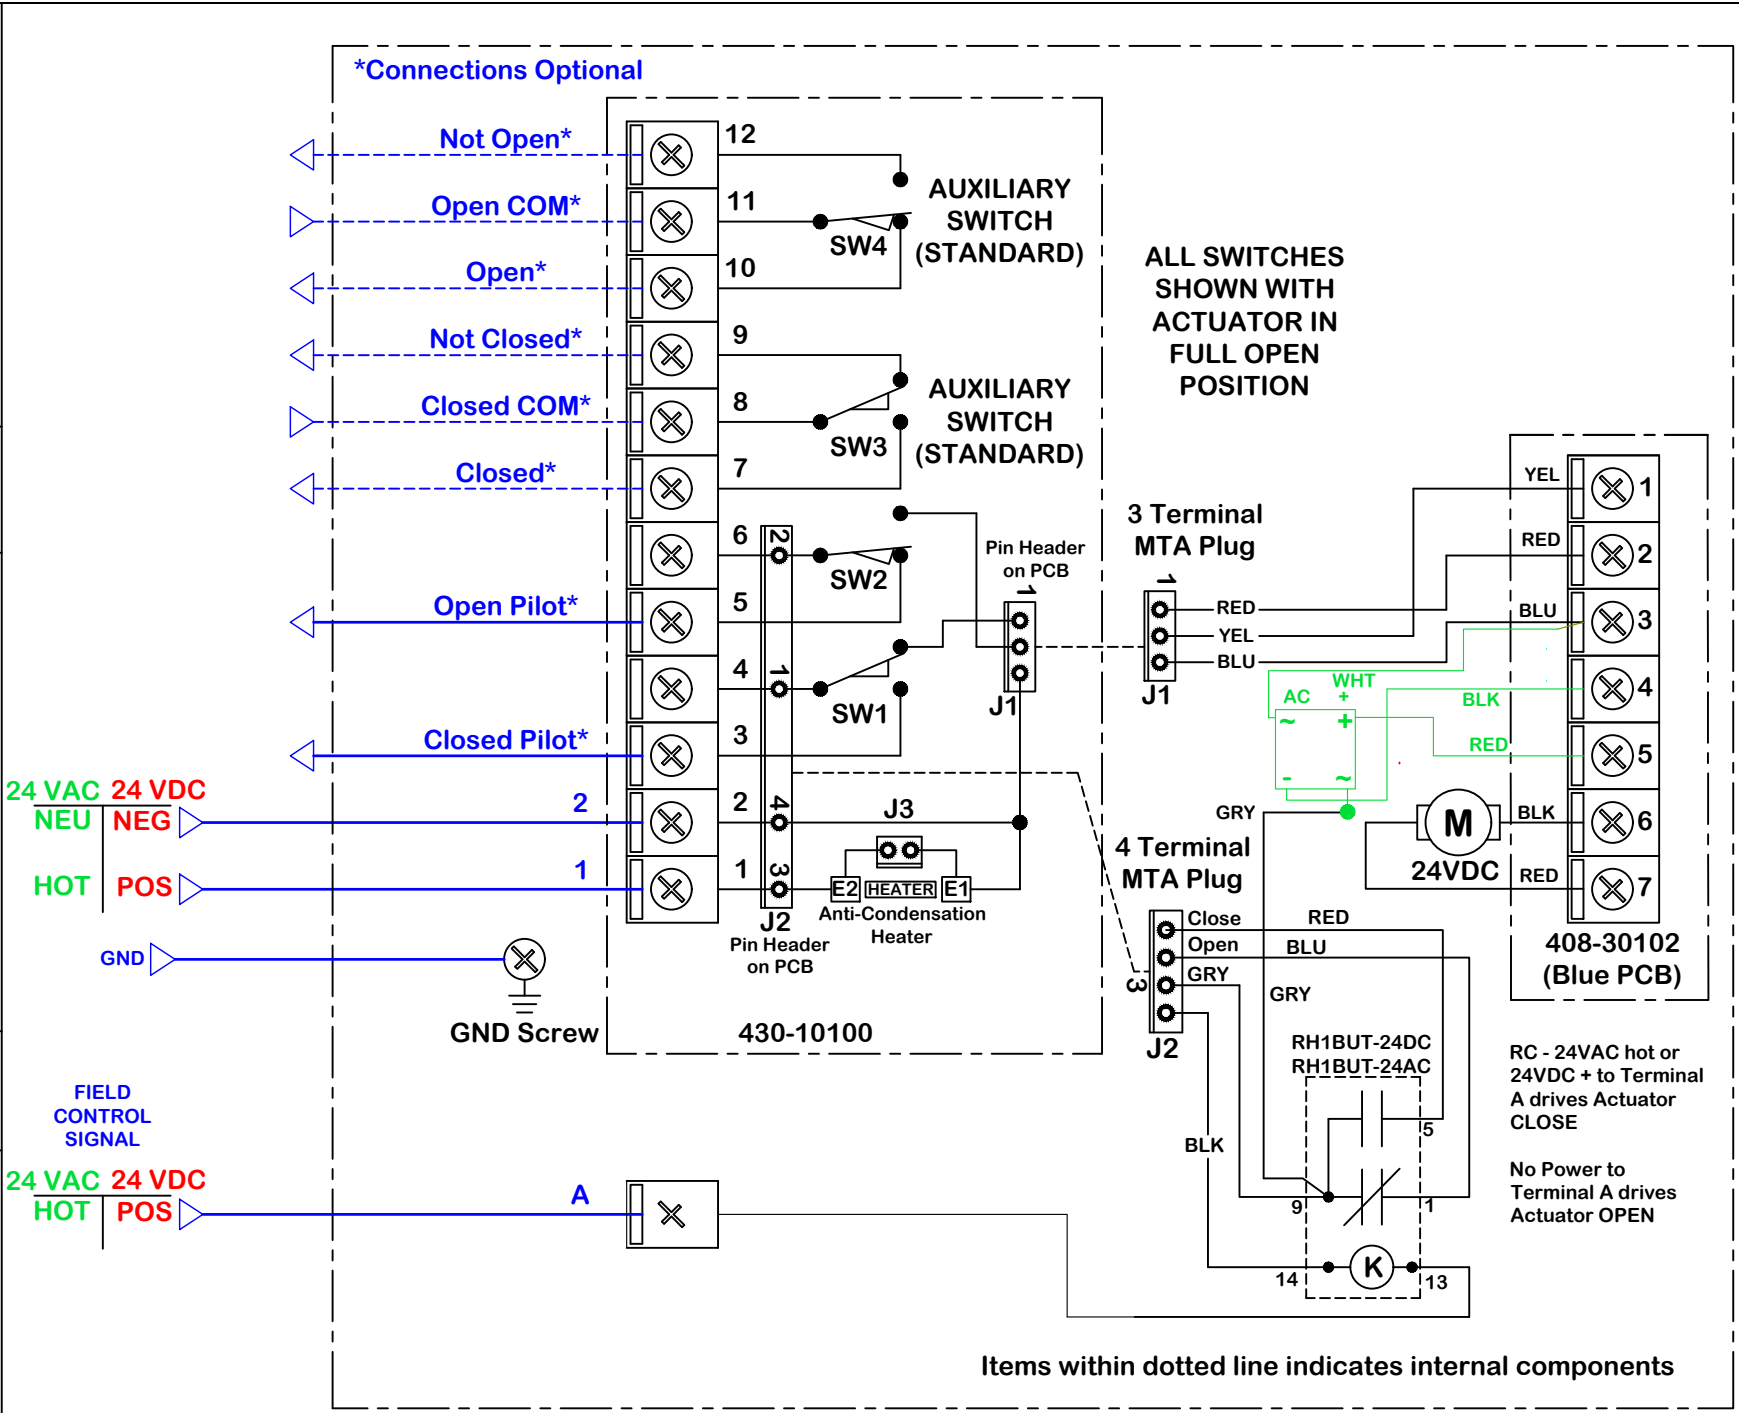 *Connections Optional
Not Open*
12
Open COM*
11
AUXILIARY
SWITCH
(STANDARD)
SW4
Open*
10
Not Closed*
9
Closed COM*
8
AUXILIARY
SWITCH
(STANDARD)
SW3
Closed*
7
ALL SWITCHES
SHOWN WITH
ACTUATOR IN
FULL OPEN
POSITION
6
2
SW2
Open Pilot*
5
4
1
SW1
Closed Pilot*
3
Pin Header
on PCB
1
J1
3 Terminal
MTA Plug
1
RED
YEL
BLU
J1
YEL
1
RED
2
BLU
3
4
5
6
7
AC
WHT
+
~
+
-
~
BLK
RED
GRY
M
24VDC
BLK
RED
408-30102
(Blue PCB)
24 VAC
24 VDC
NEU
NEG
2
2
4
HOT
POS
1
1
3
J3
E2
HEATER
E1
Anti-Condensation
Heater
J2
Pin Header
on PCB
GND
GND Screw
430-10100
4 Terminal
MTA Plug
Close
RED
Open
BLU
GRY
3
GRY
J2
BLK
RH1BUT-24DC
RH1BUT-24AC
5
9
1
14
K
13
RC - 24VAC hot or
24VDC + to Terminal
A drives Actuator
CLOSE
No Power to
Terminal A drives
Actuator OPEN
FIELD
CONTROL
SIGNAL
24 VAC
24 VDC
HOT
POS
A
Items within dotted line indicates internal components